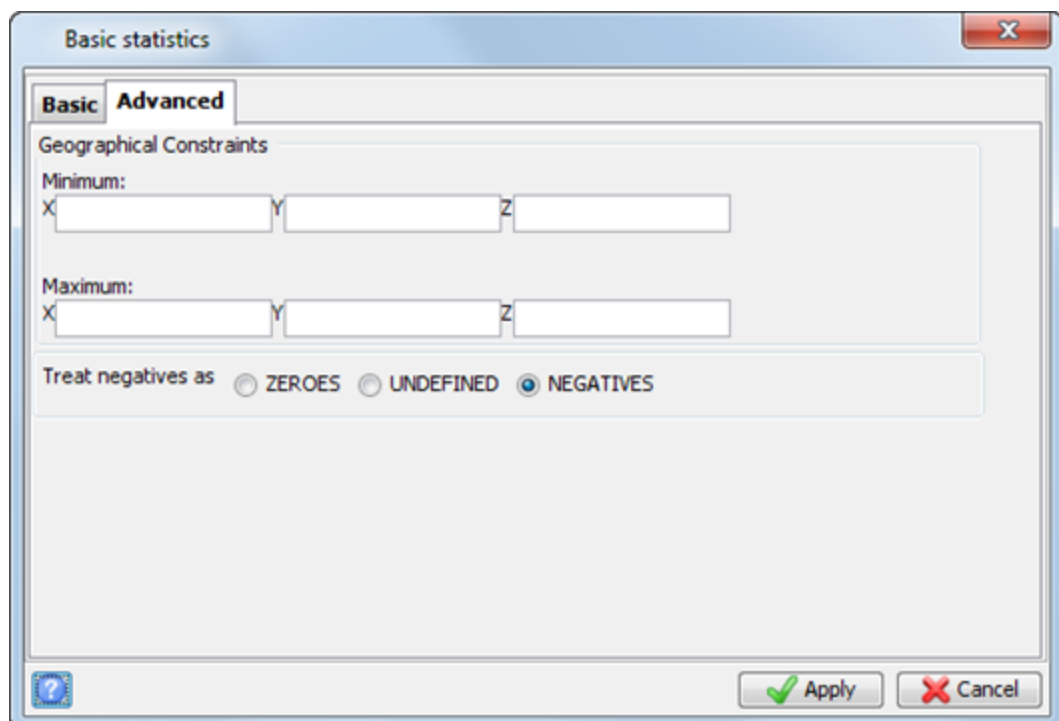 Basic statistics
Basic Advanced
Geographical Constraints
Minimum:
X Y Z
Maximum:
X Y Z
Treat negatives as ZEROES UNDEFINED NEGATIVES
? Apply Cancel